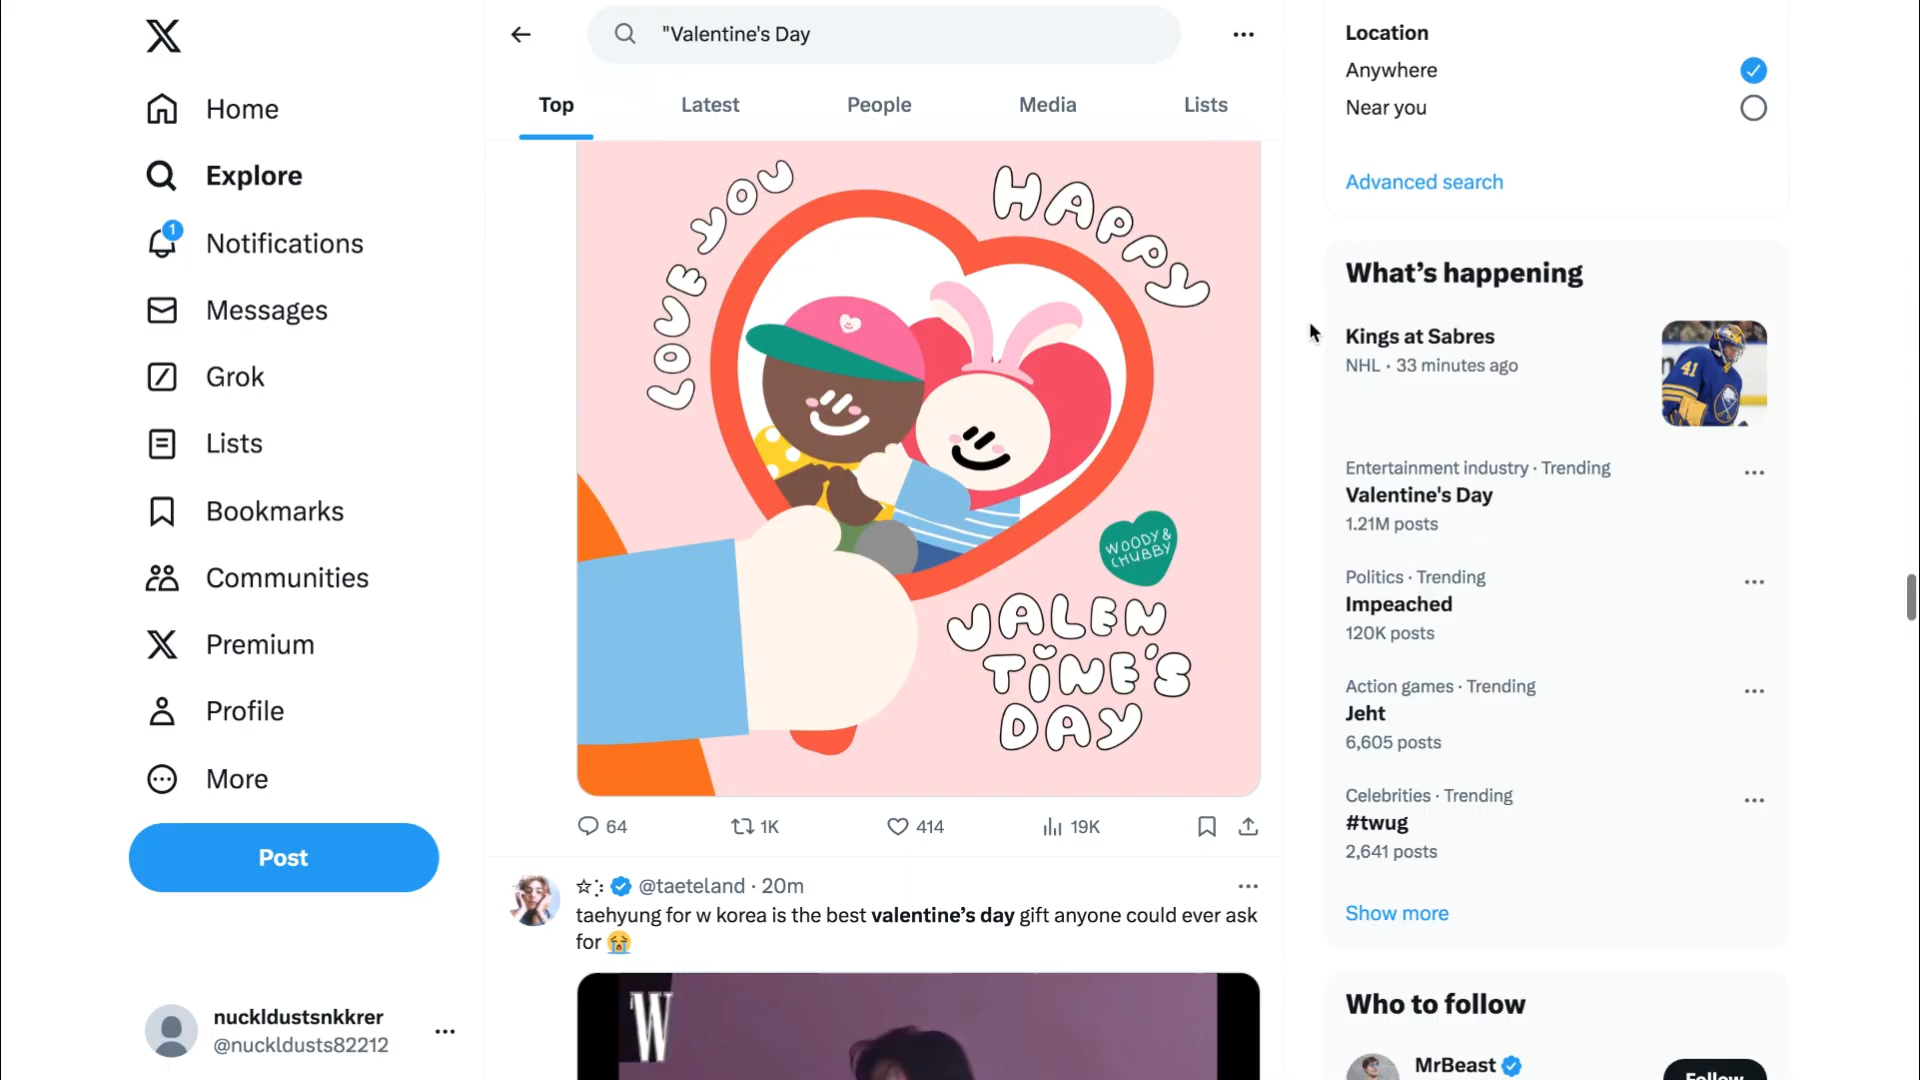 "Valentine's Day
Top
Latest
People
Media
Lists
Home
Explore
1
Notifications
Messages
Grok
Lists
Bookmarks
Communities
Premium
Profile
More
Post
nuckldustsnkkrer
@nuckldusts82212
LOVE YOU
HAPPY
WOODY &
CHUBBY
VALEN
TINE'S
DAY
64
1K
414
19K
☆ ҉: @taeteland · 20m
taehyung for w korea is the best valentine’s day gift anyone could ever ask
for 😭
W
Location
Anywhere
Near you
Advanced search
What’s happening
Kings at Sabres
NHL · 33 minutes ago
41
Entertainment industry · Trending
Valentine's Day
1.21M posts
Politics · Trending
Impeached
120K posts
Action games · Trending
Jeht
6,605 posts
Celebrities · Trending
#twug
2,641 posts
Show more
Who to follow
MrBeast
Follow